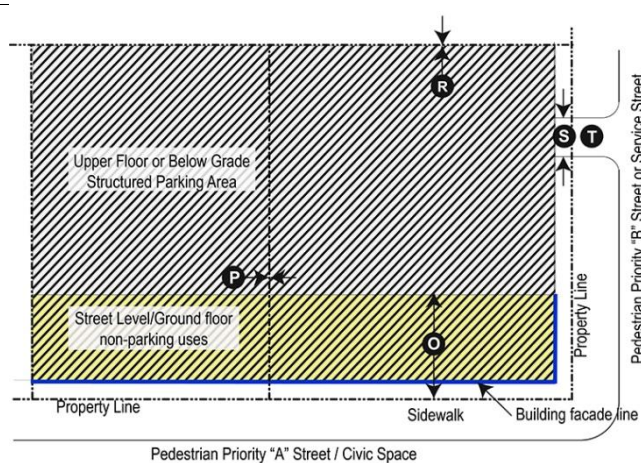 R
S T
Upper Floor or Below Grade
Structured Parking Area
P
Street Level/Ground floor
non-parking uses
O
Property Line
Sidewalk
Building facade line
Property Line
Pedestrian Priority "B" Street or Service Street
Pedestrian Priority "A" Street / Civic Space